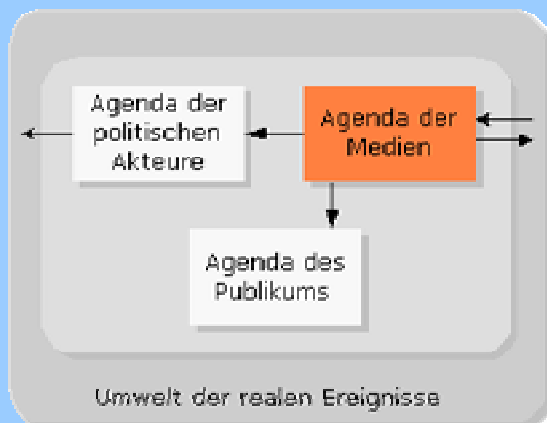 Agenda der
politischen
Akteure
Agenda der
Medien
Agenda des
Publikums
Umwelt der realen Ereignisse